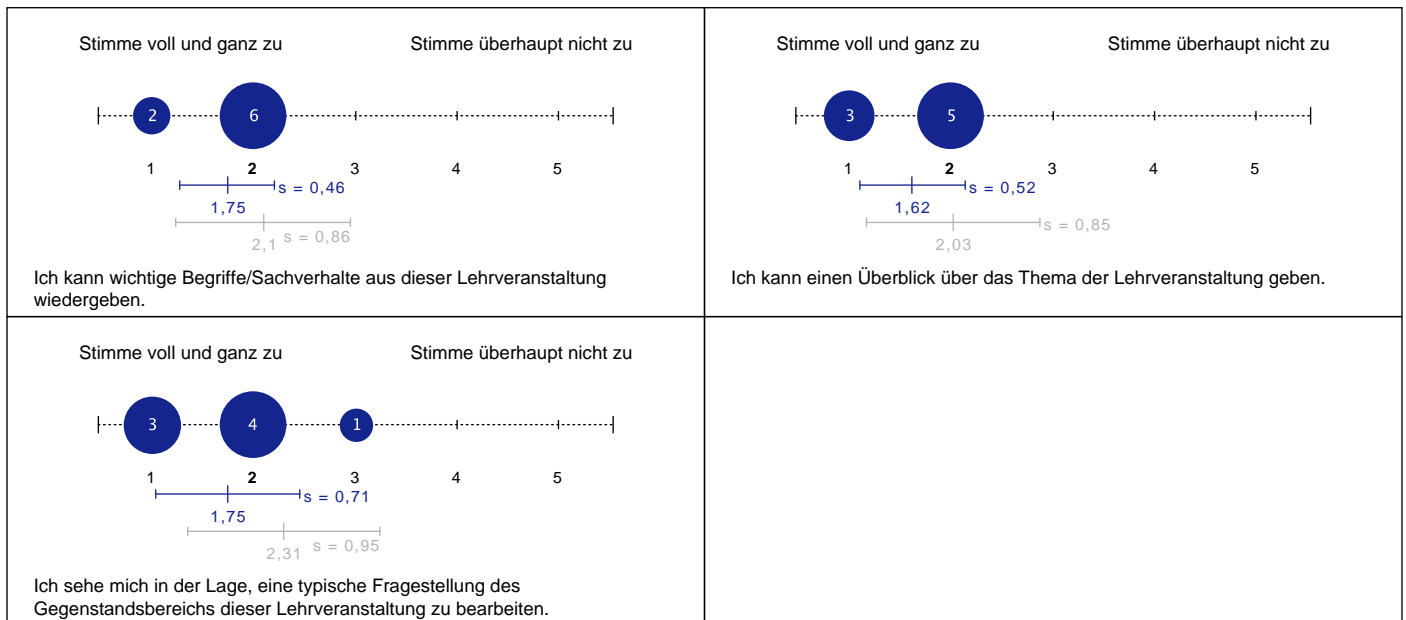 Stimme voll und ganz zu Stimme überhaupt nicht zu
2 6
1 2 3 4 5
s = 0,46
1,75
s = 0,86
2,1
Ich kann wichtige Begriffe/Sachverhalte aus dieser Lehrveranstaltung
wiedergeben.
Stimme voll und ganz zu Stimme überhaupt nicht zu
3 5
1 2 3 4 5
s = 0,52
1,62
s = 0,85
2,03
Ich kann einen Überblick über das Thema der Lehrveranstaltung geben.
Stimme voll und ganz zu Stimme überhaupt nicht zu
3 4 1
1 2 3 4 5
s = 0,71
1,75
s = 0,95
2,31
Ich sehe mich in der Lage, eine typische Fragestellung des
Gegenstandsbereichs dieser Lehrveranstaltung zu bearbeiten.